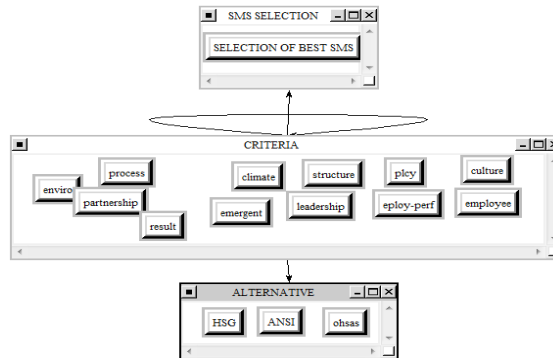 SMS SELECTION
SELECTION OF BEST SMS
CRITERIA
process
climate
structure
plcy
culture
enviro
partnership
emergent
leadership
eploy-perf
employee
result
ALTERNATIVE
HSG
ANSI
ohsas